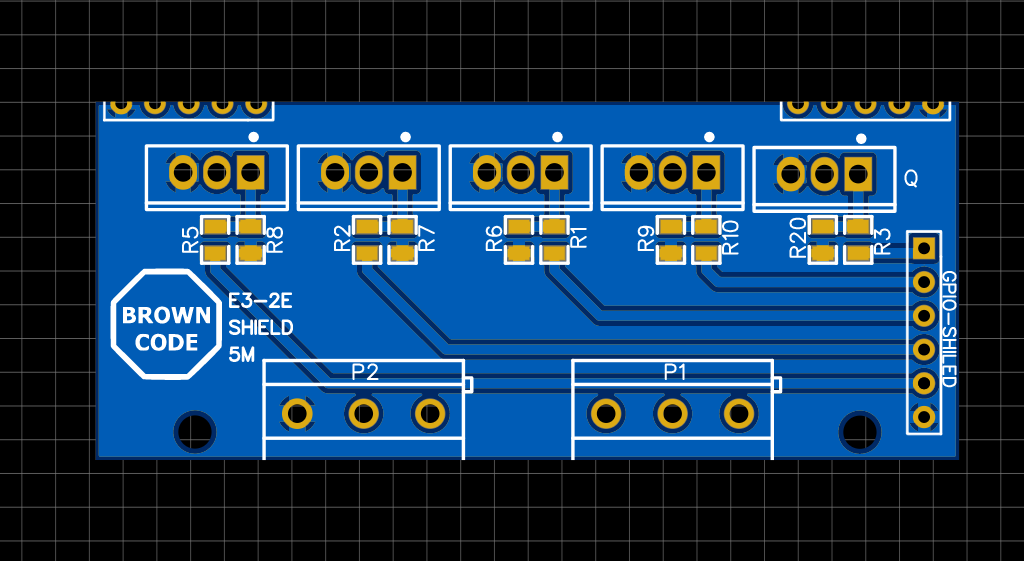 Q
R5
R8
R2
R7
R6
R1
R9
R10
R20
R3
GPIO-SHILED
BROWN
CODE
E3-2E
SHIELD
5M
P2
P1